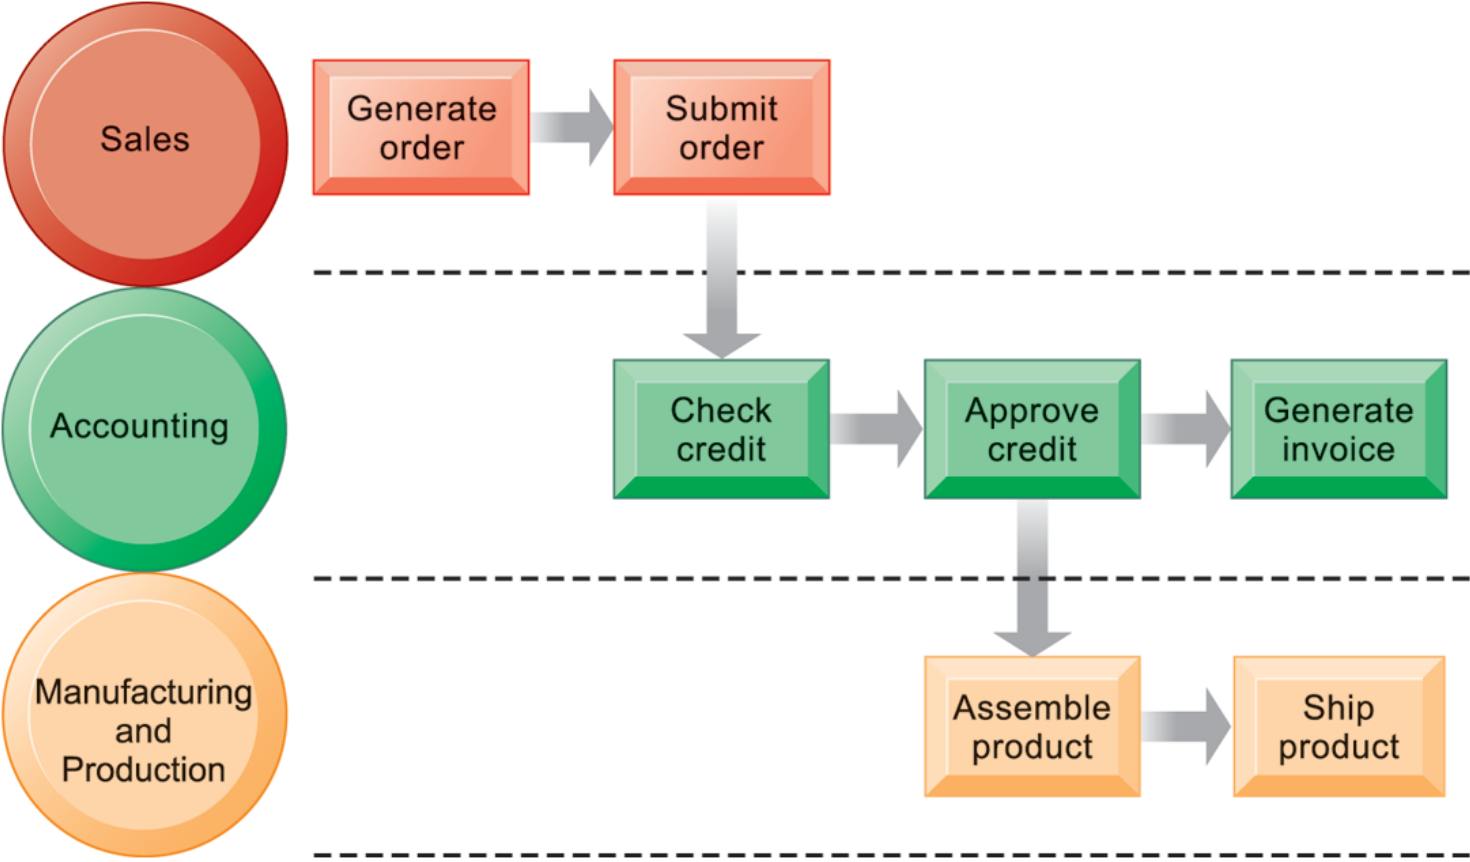 Sales
Generate
order
Submit
order
Accounting
Check
credit
Approve
credit
Generate
invoice
Manufacturing
and
Production
Assemble
product
Ship
product